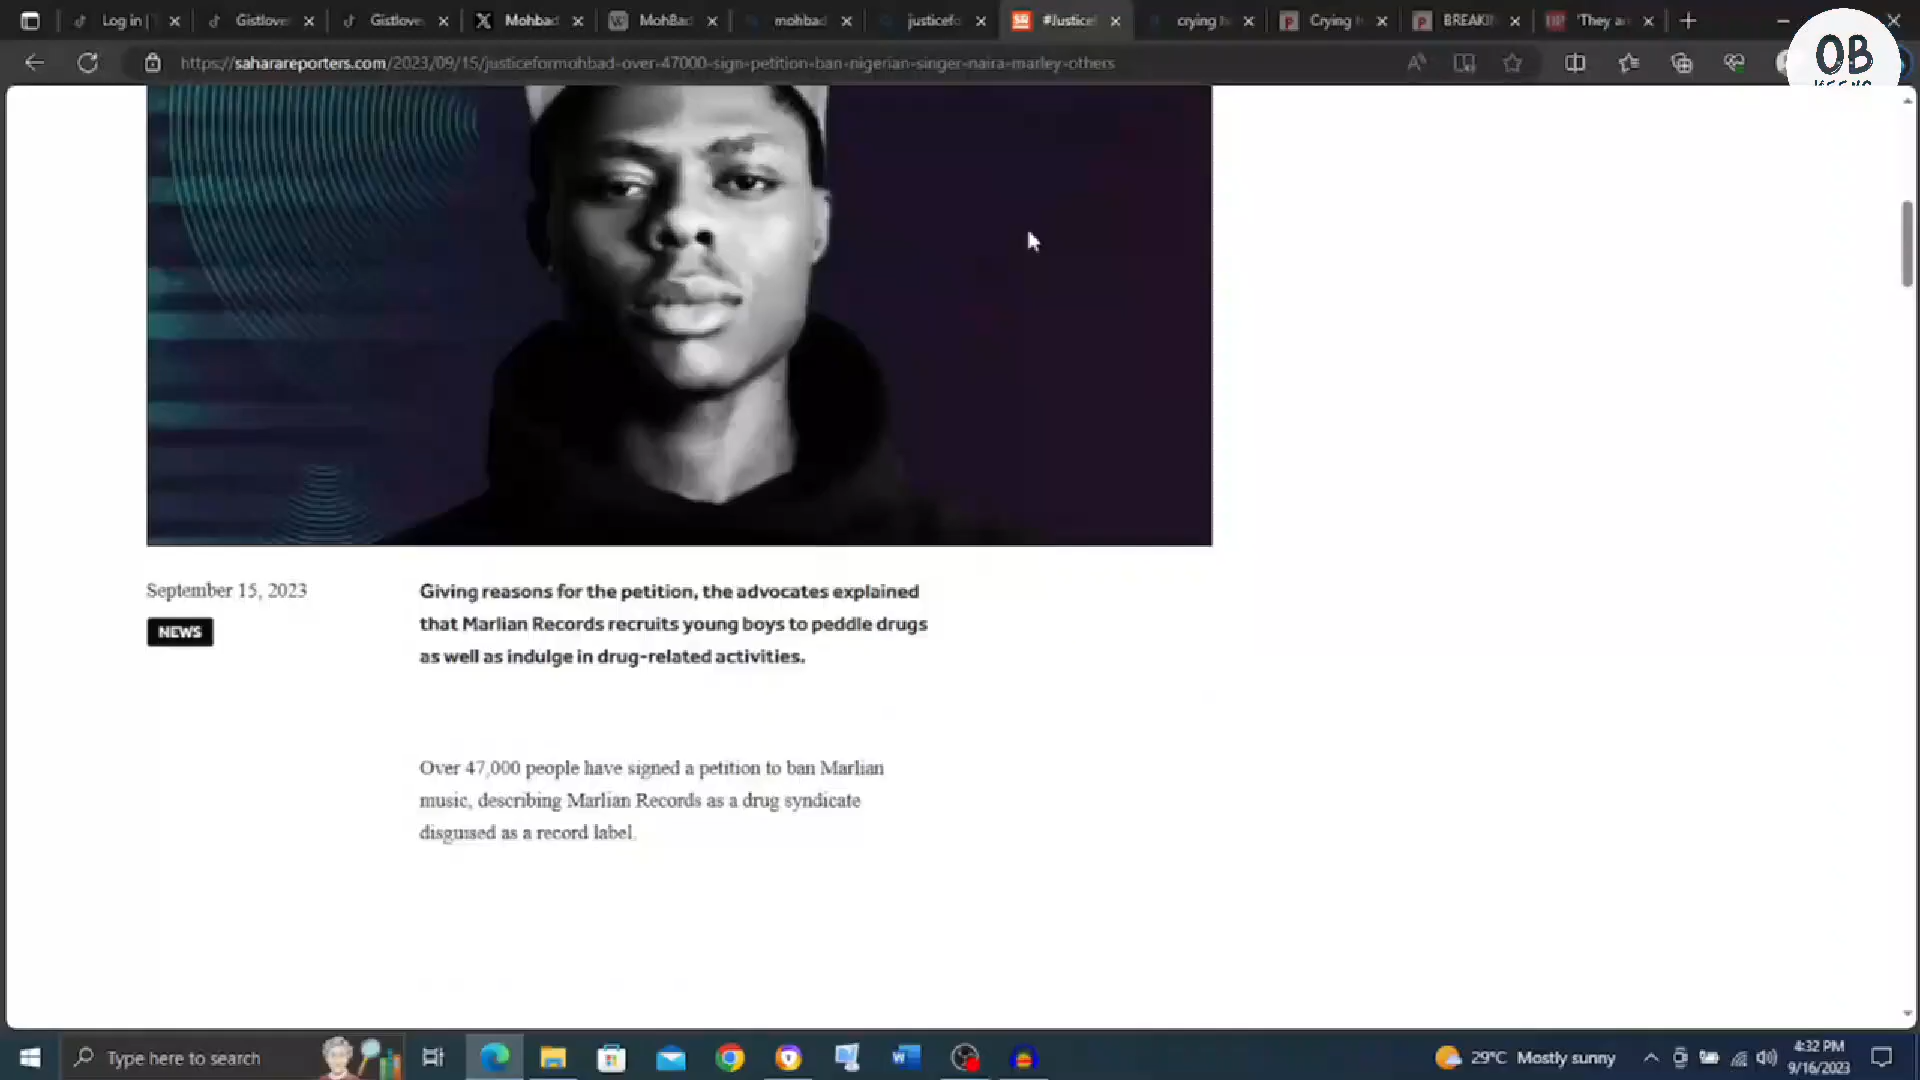 Log in |
Gistlove
Gistlove
Mohbad
MohBad
mohbad
justicefo
#Justice
crying
Crying
BREAKI
'They ar
https://saharareporters.com/2023/09/15/justiceformohbad-over-47000-sign-petition-ban-nigerian-singer-naira-marley-others
OB
September 15, 2023
NEWS
Giving reasons for the petition, the advocates explained
that Marlian Records recruits young boys to peddle drugs
as well as indulge in drug-related activities.
Over 47,000 people have signed a petition to ban Marlian
music, describing Marlian Records as a drug syndicate
disguised as a record label.
Type here to search
29°C Mostly sunny
4:32 PM
9/16/2023